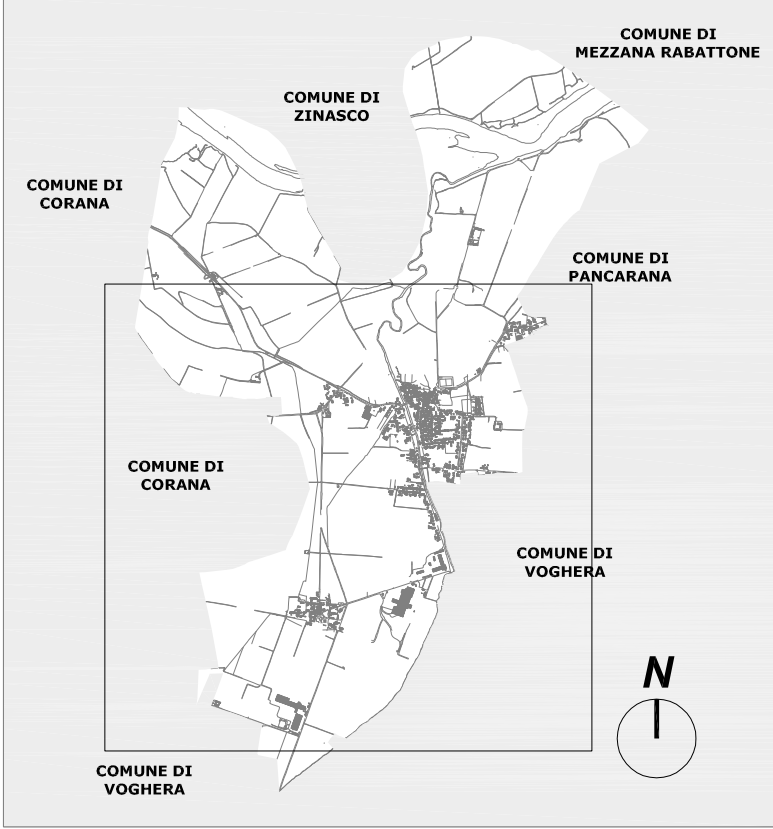 COMUNE DI
MEZZANA RABATTONE
COMUNE DI
ZINASCO
COMUNE DI
CORANA
COMUNE DI
PANCARANA
COMUNE DI
CORANA
COMUNE DI
VOGHERA
N
COMUNE DI
VOGHERA